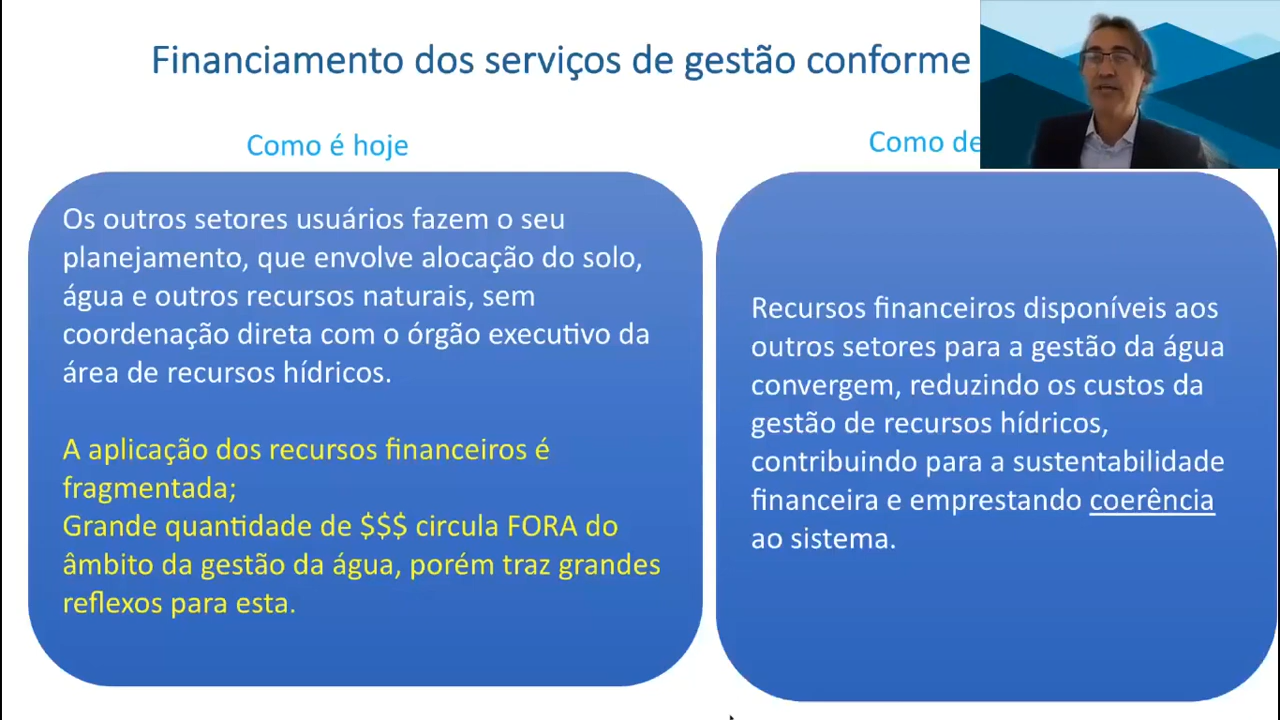 Financiamento dos serviços de gestão conforme
Como é hoje
Os outros setores usuários fazem o seu
planejamento, que envolve alocação do solo,
água e outros recursos naturais, sem
coordenação direta com o órgão executivo da
área de recursos hídricos.
A aplicação dos recursos financeiros é
fragmentada;
Grande quantidade de $$$ circula FORA do
âmbito da gestão da água, porém traz grandes
reflexos para esta.
Como
Recursos financeiros disponíveis aos
outros setores para a gestão da água
convergem, reduzindo os custos da
gestão de recursos hídricos,
contribuindo para a sustentabilidade
financeira e emprestando coerência
ao sistema.